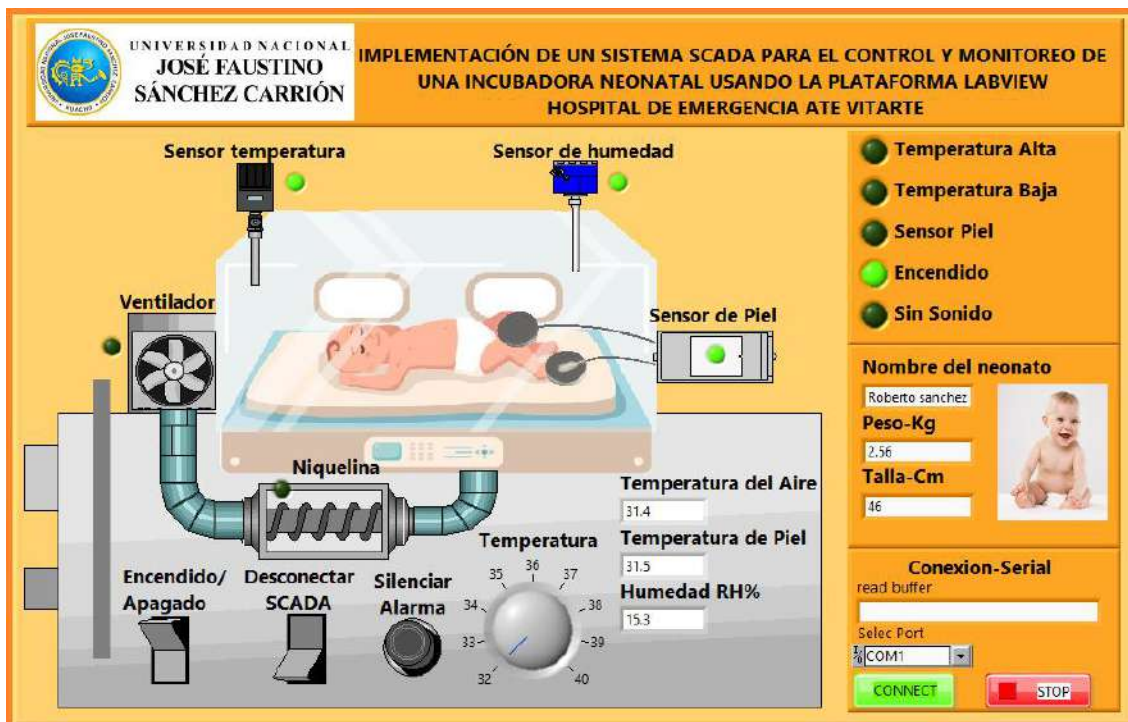 UNIVERSIDAD NACIONAL
JOSÉ FAUSTINO
SÁNCHEZ CARRIÓN
IMPLEMENTACIÓN DE UN SISTEMA SCADA PARA EL CONTROL Y MONITOREO DE
UNA INCUBADORA NEONATAL USANDO LA PLATAFORMA LABVIEW
HOSPITAL DE EMERGENCIA ATE VITARTE
Sensor temperatura
Sensor de humedad
Ventilador
Sensor de Piel
Niquelina
Temperatura del Aire
31.4
Temperatura de Piel
31.5
Humedad RH%
15.3
Encendido/
Apagado
Desconectar
SCADA
Silenciar
Alarma
Temperatura
32
33
34
35
36
37
38
39
40
Temperatura Alta
Temperatura Baja
Sensor Piel
Encendido
Sin Sonido
Nombre del neonato
Roberto sanchez
Peso-Kg
2.56
Talla-Cm
46
Conexion-Serial
read buffer
Selec Port
COM1
CONNECT
STOP